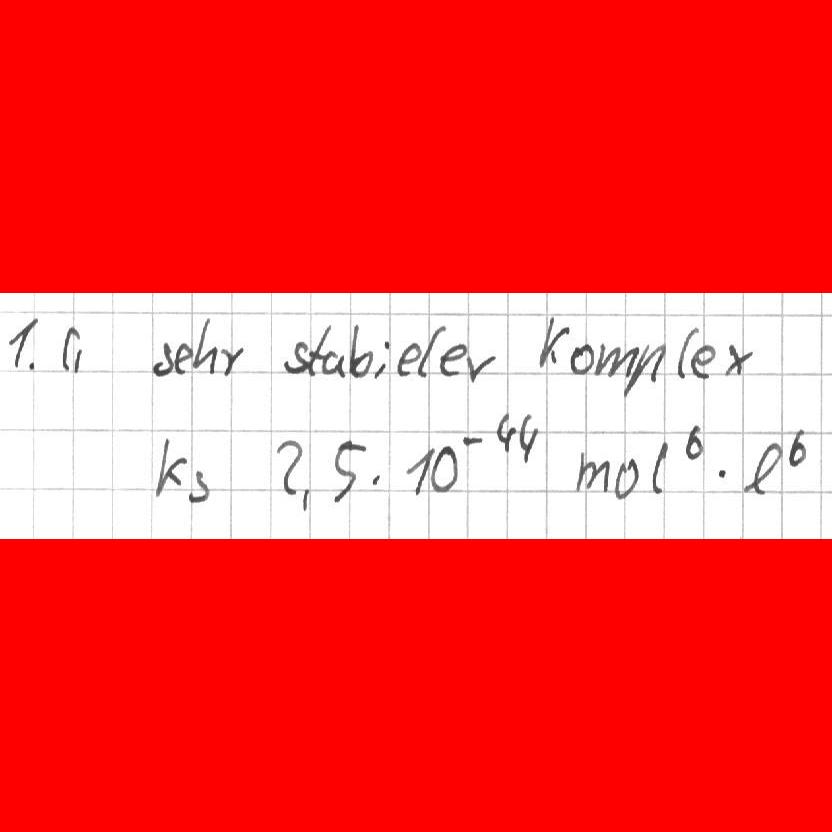 1. a sehr stabieler Komplex
Ks 2,5 · 10⁻⁴⁴ mol⁶ · l⁶